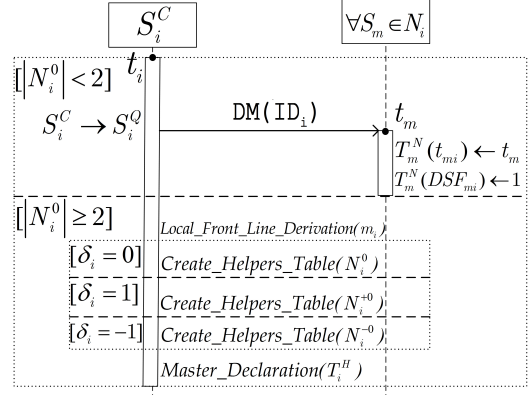 S_i^C
∀S_m ∈ N_i
[|N_i^0| < 2]
t_i
S_i^C → S_i^Q
DM(ID_i)
t_m
T_m^N(t_mi) ← t_m
T_m^N(DSF_mi) ← 1
[|N_i^0| ≥ 2]
Local_Front_Line_Derivation(m_i)
[δ_i = 0] Create_Helpers_Table(N_i^0)
[δ_i = 1] Create_Helpers_Table(N_i^{+0})
[δ_i = −1] Create_Helpers_Table(N_i^{−0})
Master_Declaration(T_i^H)